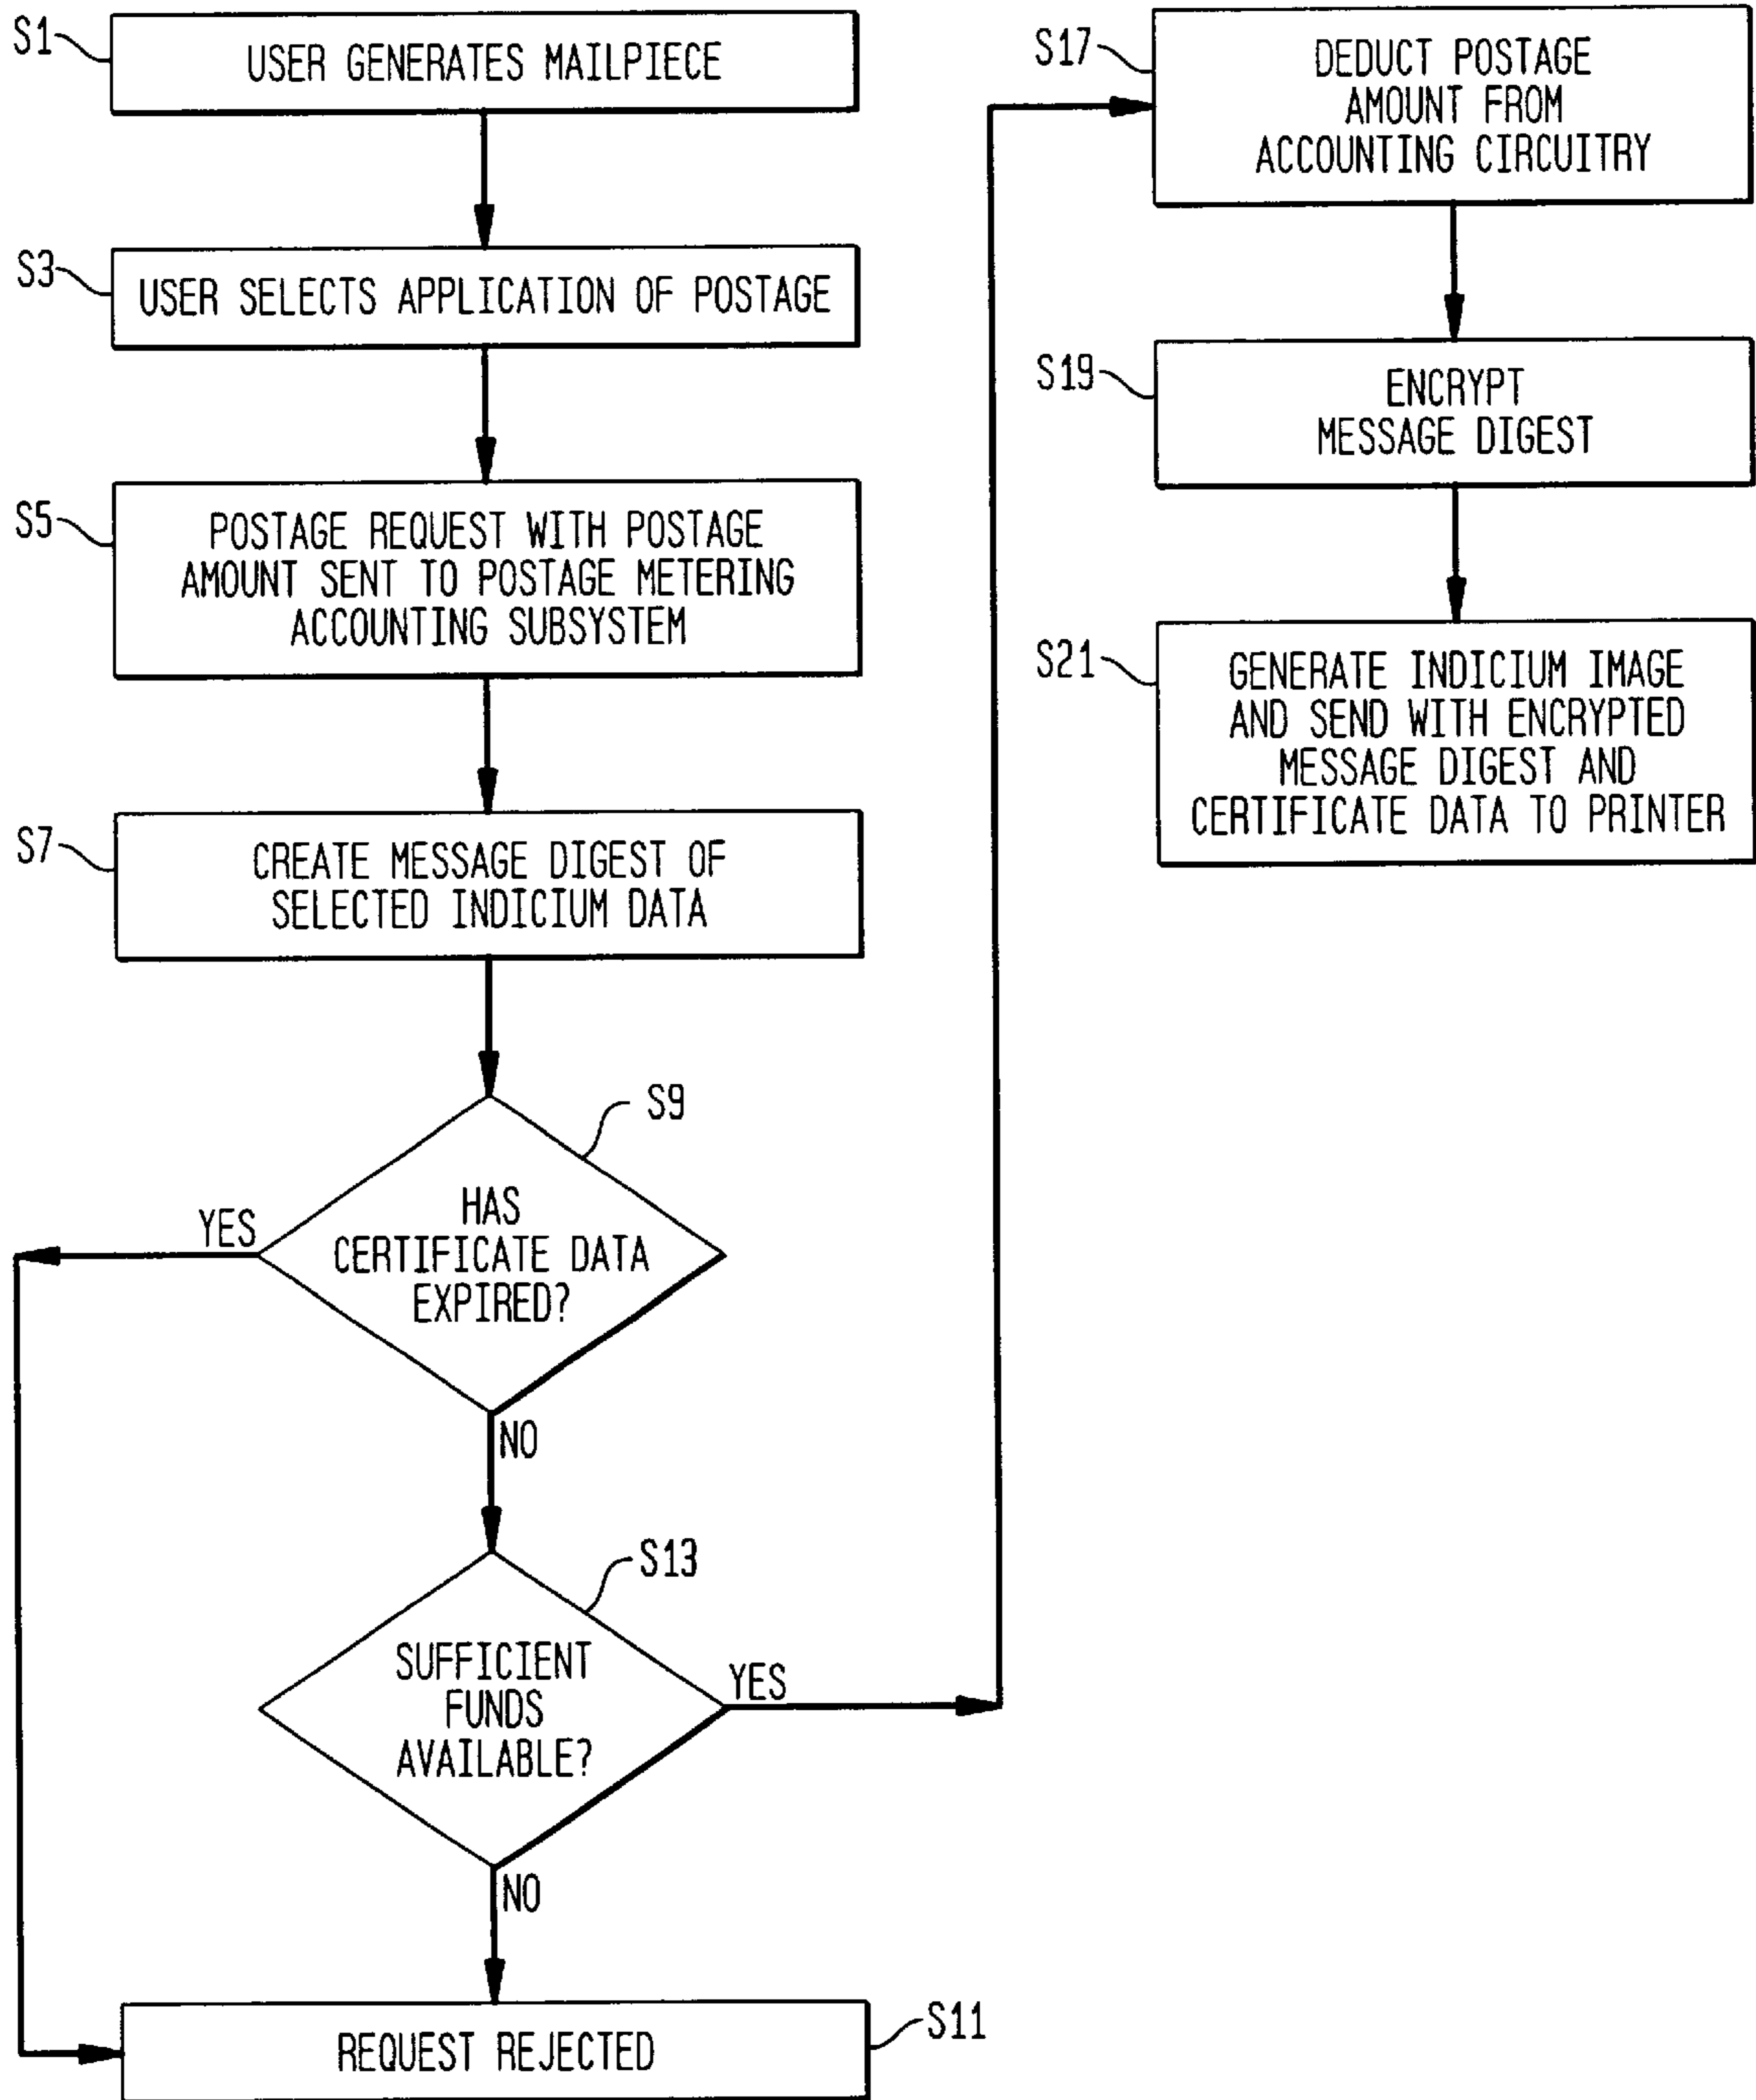 S1
USER GENERATES MAILPIECE
S3
USER SELECTS APPLICATION OF POSTAGE
S5
POSTAGE REQUEST WITH POSTAGE
AMOUNT SENT TO POSTAGE METERING
ACCOUNTING SUBSYSTEM
S7
CREATE MESSAGE DIGEST OF
SELECTED INDICIUM DATA
S9
HAS
CERTIFICATE DATA
EXPIRED?
YES
NO
S13
SUFFICIENT
FUNDS
AVAILABLE?
YES
NO
S11
REQUEST REJECTED
S17
DEDUCT POSTAGE
AMOUNT FROM
ACCOUNTING CIRCUITRY
S19
ENCRYPT
MESSAGE DIGEST
S21
GENERATE INDICIUM IMAGE
AND SEND WITH ENCRYPTED
MESSAGE DIGEST AND
CERTIFICATE DATA TO PRINTER